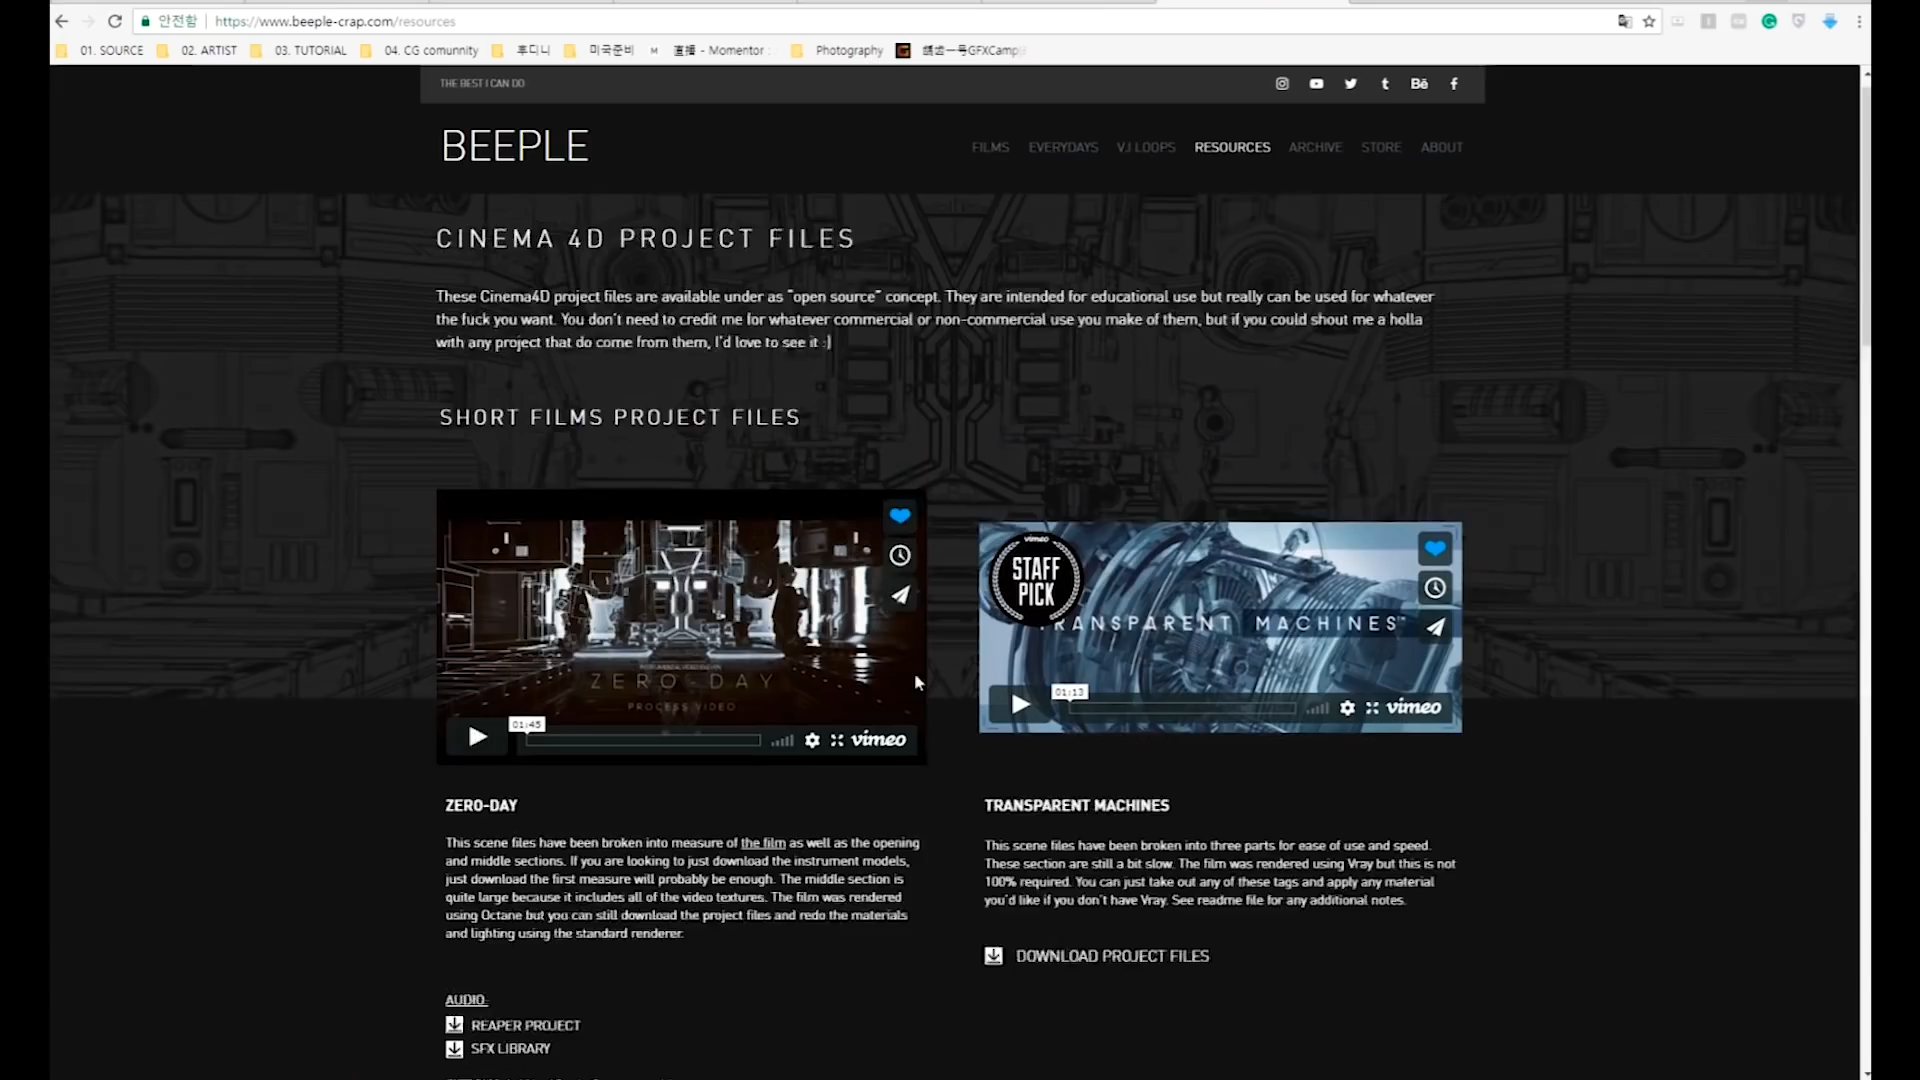 안전함 https://www.beeple-crap.com/resources
01. SOURCE 02. ARTIST 03. TUTORIAL 04. CG comunnity 후디니 미국준비 M 直播 - Momentor Photography
THE BEST I CAN DO
t Bē f
BEEPLE
FILMS EVERYDAYS VJ LOOPS RESOURCES ARCHIVE STORE ABOUT
CINEMA 4D PROJECT FILES
These Cinema4D project files are available under as "open source" concept. They are intended for educational use but really can be used for whatever
the fuck you want. You don't need to credit me for whatever commercial or non-commercial use you make of them, but if you could shout me a holla
with any project that do come from them, I'd love to see it :)
SHORT FILMS PROJECT FILES
ZERO-DAY
PROCESS VIDEO
01:45
vimeo
vimeo
STAFF
PICK
TRANSPARENT MACHINES
01:13
vimeo
ZERO-DAY
This scene files have been broken into measure of the film as well as the opening
and middle sections. If you are looking to just download the instrument models,
just download the first measure will probably be enough. The middle section is
quite large because it includes all of the video textures. The film was rendered
using Octane but you can still download the project files and redo the materials
and lighting using the standard renderer.
AUDIO:
REAPER PROJECT
SFX LIBRARY
TRANSPARENT MACHINES
This scene files have been broken into three parts for ease of use and speed.
These section are still a bit slow. The film was rendered using Vray but this is not
100% required. You can just take out any of these tags and apply any material
you'd like if you don't have Vray. See readme file for any additional notes.
DOWNLOAD PROJECT FILES